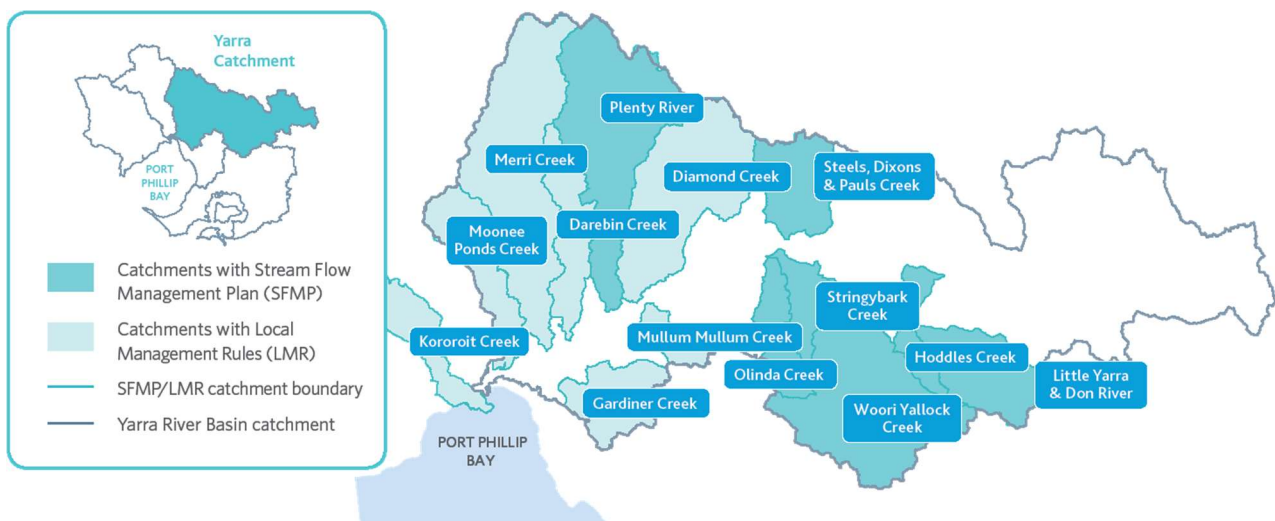 Yarra
Catchment
PORT
PHILLIP
BAY
Catchments with Stream Flow
Management Plan (SFMP)
Catchments with Local
Management Rules (LMR)
SFMP/LMR catchment boundary
Yarra River Basin catchment
Plenty River
Merri Creek
Diamond Creek
Steels, Dixons
& Pauls Creek
Moonee
Ponds Creek
Darebin Creek
Stringybark
Creek
Kororoit Creek
Mullum Mullum Creek
Hoddles Creek
Olinda Creek
Little Yarra
& Don River
Gardiner Creek
Woori Yallock
Creek
PORT PHILLIP
BAY